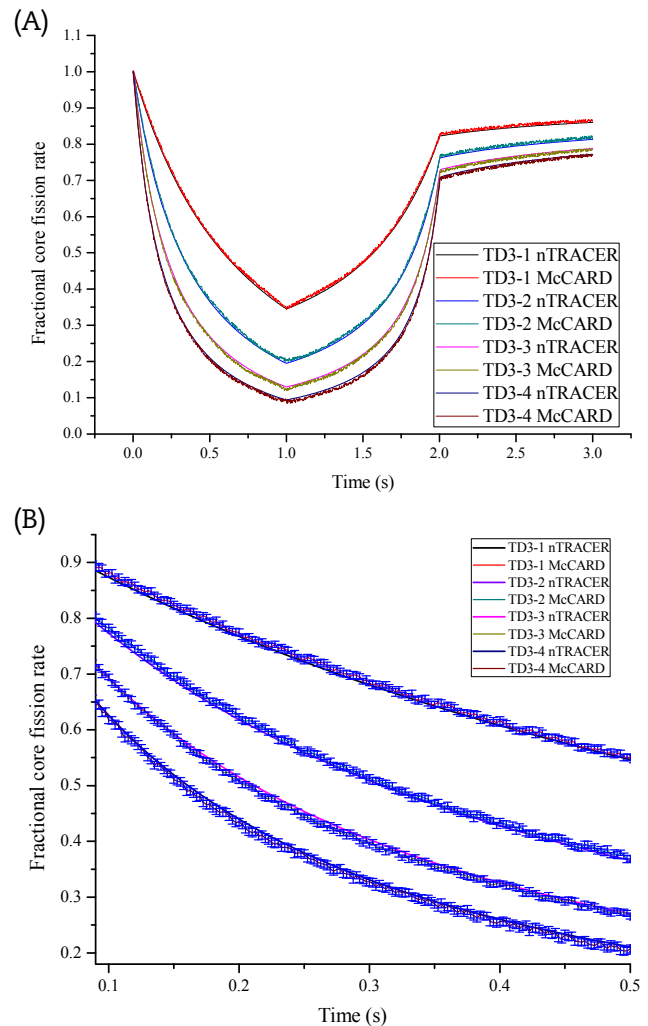 (A)
1.1
1.0
0.9
0.8
0.7
0.6
0.5
0.4
0.3
0.2
0.1
0.0
Fractional core fission rate
TD3-1 nTRACER
TD3-1 McCARD
TD3-2 nTRACER
TD3-2 McCARD
TD3-3 nTRACER
TD3-3 McCARD
TD3-4 nTRACER
TD3-4 McCARD
0.0 0.5 1.0 1.5 2.0 2.5 3.0
Time (s)
(B)
0.9
0.8
0.7
0.6
0.5
0.4
0.3
0.2
Fractional core fission rate
TD3-1 nTRACER
TD3-1 McCARD
TD3-2 nTRACER
TD3-2 McCARD
TD3-3 nTRACER
TD3-3 McCARD
TD3-4 nTRACER
TD3-4 McCARD
0.1 0.2 0.3 0.4 0.5
Time (s)